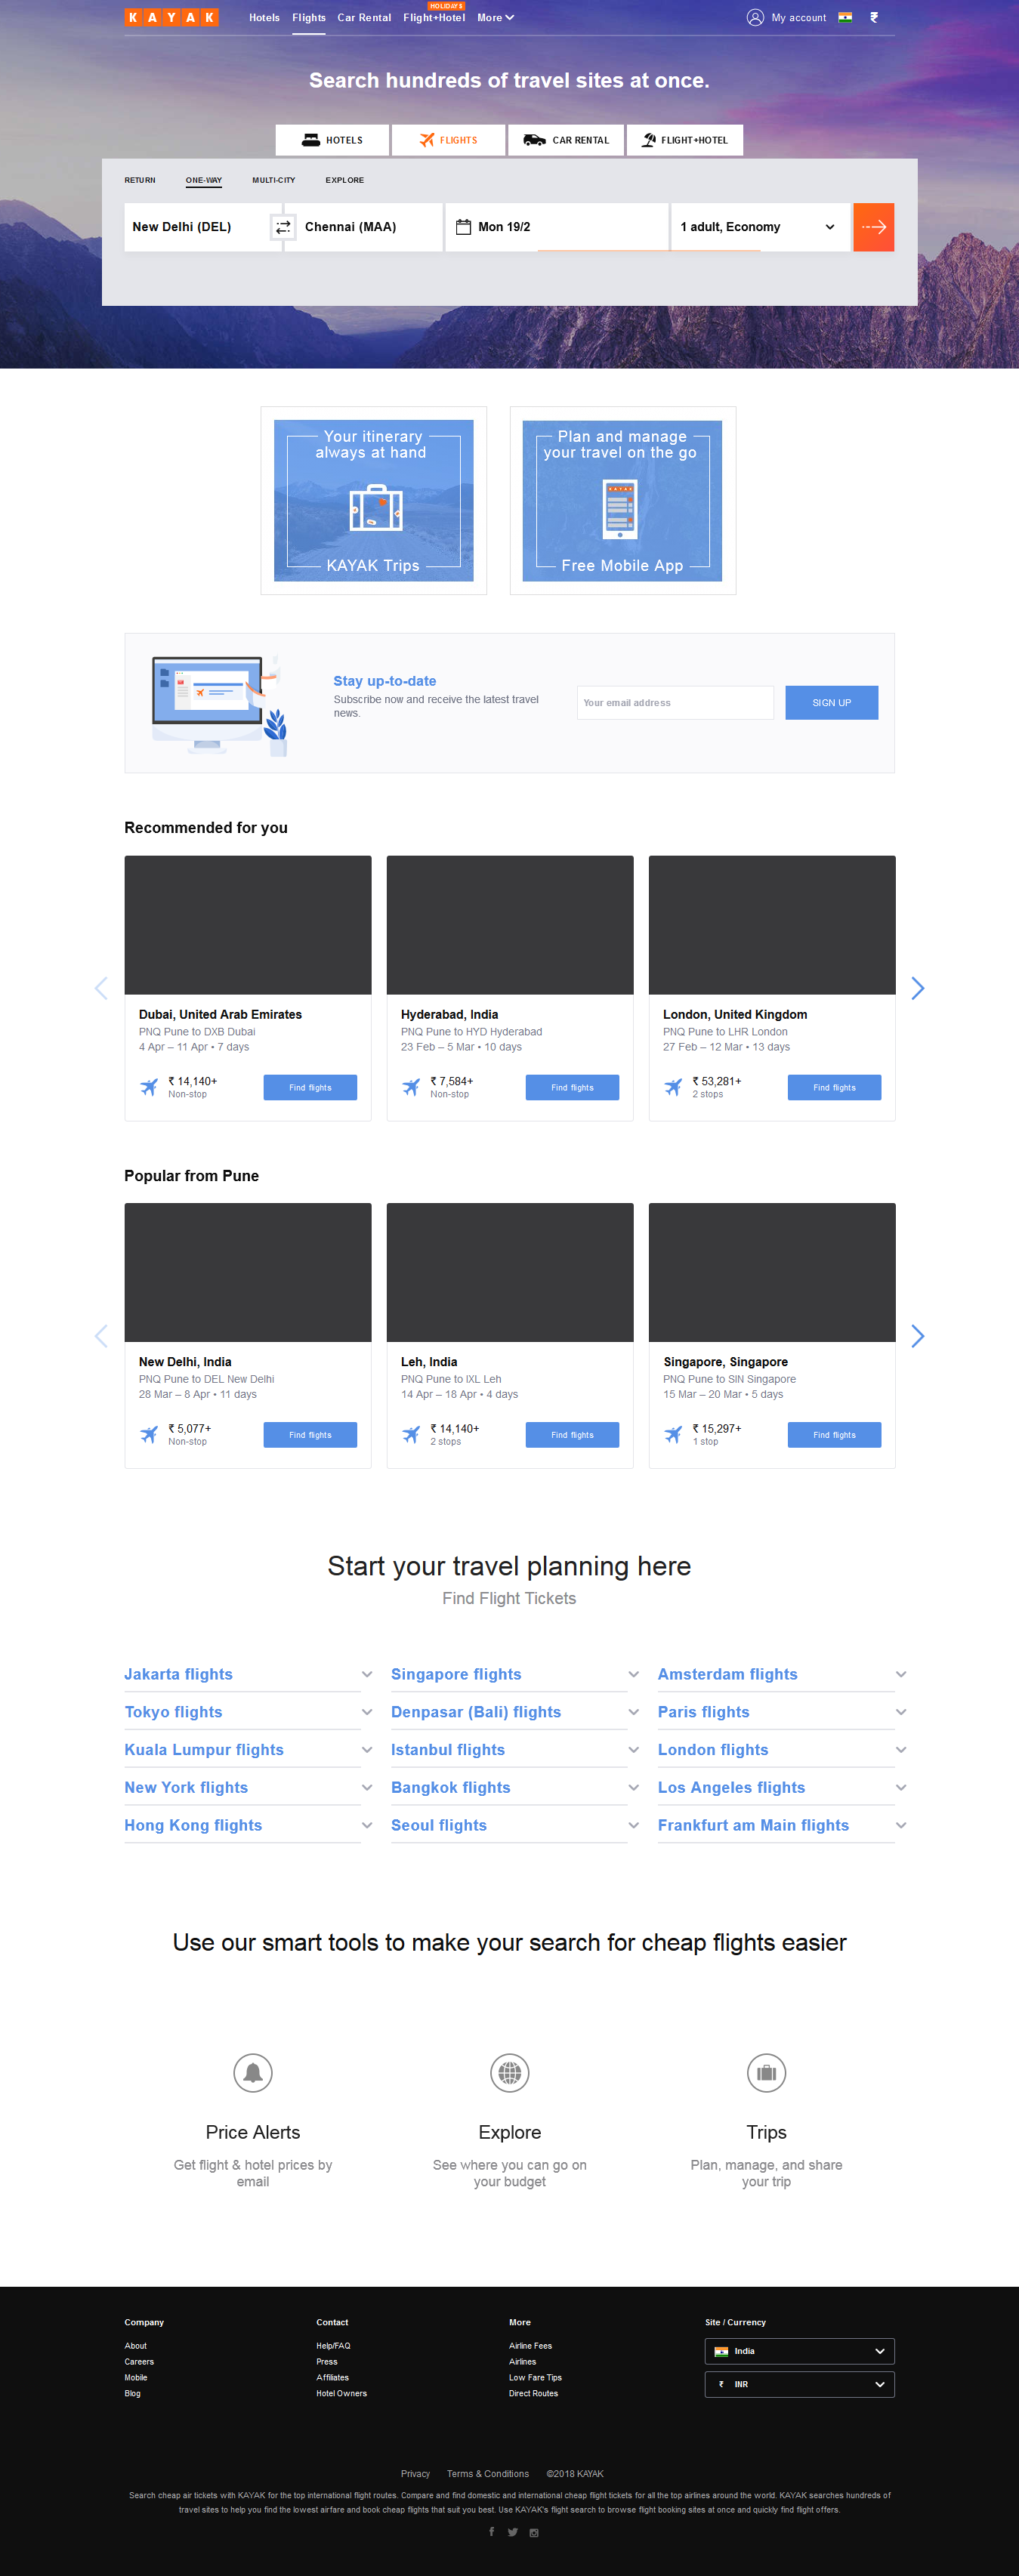 KAYAK
Hotels Flights Car Rental Flight+Hotel More
HOLIDAYS
My account ₹
Search hundreds of travel sites at once.
HOTELS FLIGHTS CAR RENTAL FLIGHT+HOTEL
RETURN ONE-WAY MULTI-CITY EXPLORE
New Delhi (DEL) Chennai (MAA) Mon 19/2 1 adult, Economy
Your itinerary
always at hand
KAYAK Trips
Plan and manage
your travel on the go
KAYAK
Free Mobile App
Stay up-to-date
Subscribe now and receive the latest travel
news.
Your email address
SIGN UP
Recommended for you
Dubai, United Arab Emirates
PNQ Pune to DXB Dubai
4 Apr – 11 Apr • 7 days
₹ 14,140+
Non-stop
Find flights
Hyderabad, India
PNQ Pune to HYD Hyderabad
23 Feb – 5 Mar • 10 days
₹ 7,584+
Non-stop
Find flights
London, United Kingdom
PNQ Pune to LHR London
27 Feb – 12 Mar • 13 days
₹ 53,281+
2 stops
Find flights
Popular from Pune
New Delhi, India
PNQ Pune to DEL New Delhi
28 Mar – 8 Apr • 11 days
₹ 5,077+
Non-stop
Find flights
Leh, India
PNQ Pune to IXL Leh
14 Apr – 18 Apr • 4 days
₹ 14,140+
2 stops
Find flights
Singapore, Singapore
PNQ Pune to SIN Singapore
15 Mar – 20 Mar • 5 days
₹ 15,297+
1 stop
Find flights
Start your travel planning here
Find Flight Tickets
Jakarta flights Singapore flights Amsterdam flights
Tokyo flights Denpasar (Bali) flights Paris flights
Kuala Lumpur flights Istanbul flights London flights
New York flights Bangkok flights Los Angeles flights
Hong Kong flights Seoul flights Frankfurt am Main flights
Use our smart tools to make your search for cheap flights easier
Price Alerts
Get flight & hotel prices by
email
Explore
See where you can go on
your budget
Trips
Plan, manage, and share
your trip
Company
About
Careers
Mobile
Blog
Contact
Help/FAQ
Press
Affiliates
Hotel Owners
More
Airline Fees
Airlines
Low Fare Tips
Direct Routes
Site / Currency
India
₹ INR
Privacy Terms & Conditions ©2018 KAYAK
Search cheap air tickets with KAYAK for the top international flight routes. Compare and find domestic and international cheap flight tickets for all the top airlines around the world. KAYAK searches hundreds of
travel sites to help you find the lowest airfare and book cheap flights that suit you best. Use KAYAK's flight search to browse flight booking sites at once and quickly find flight offers.